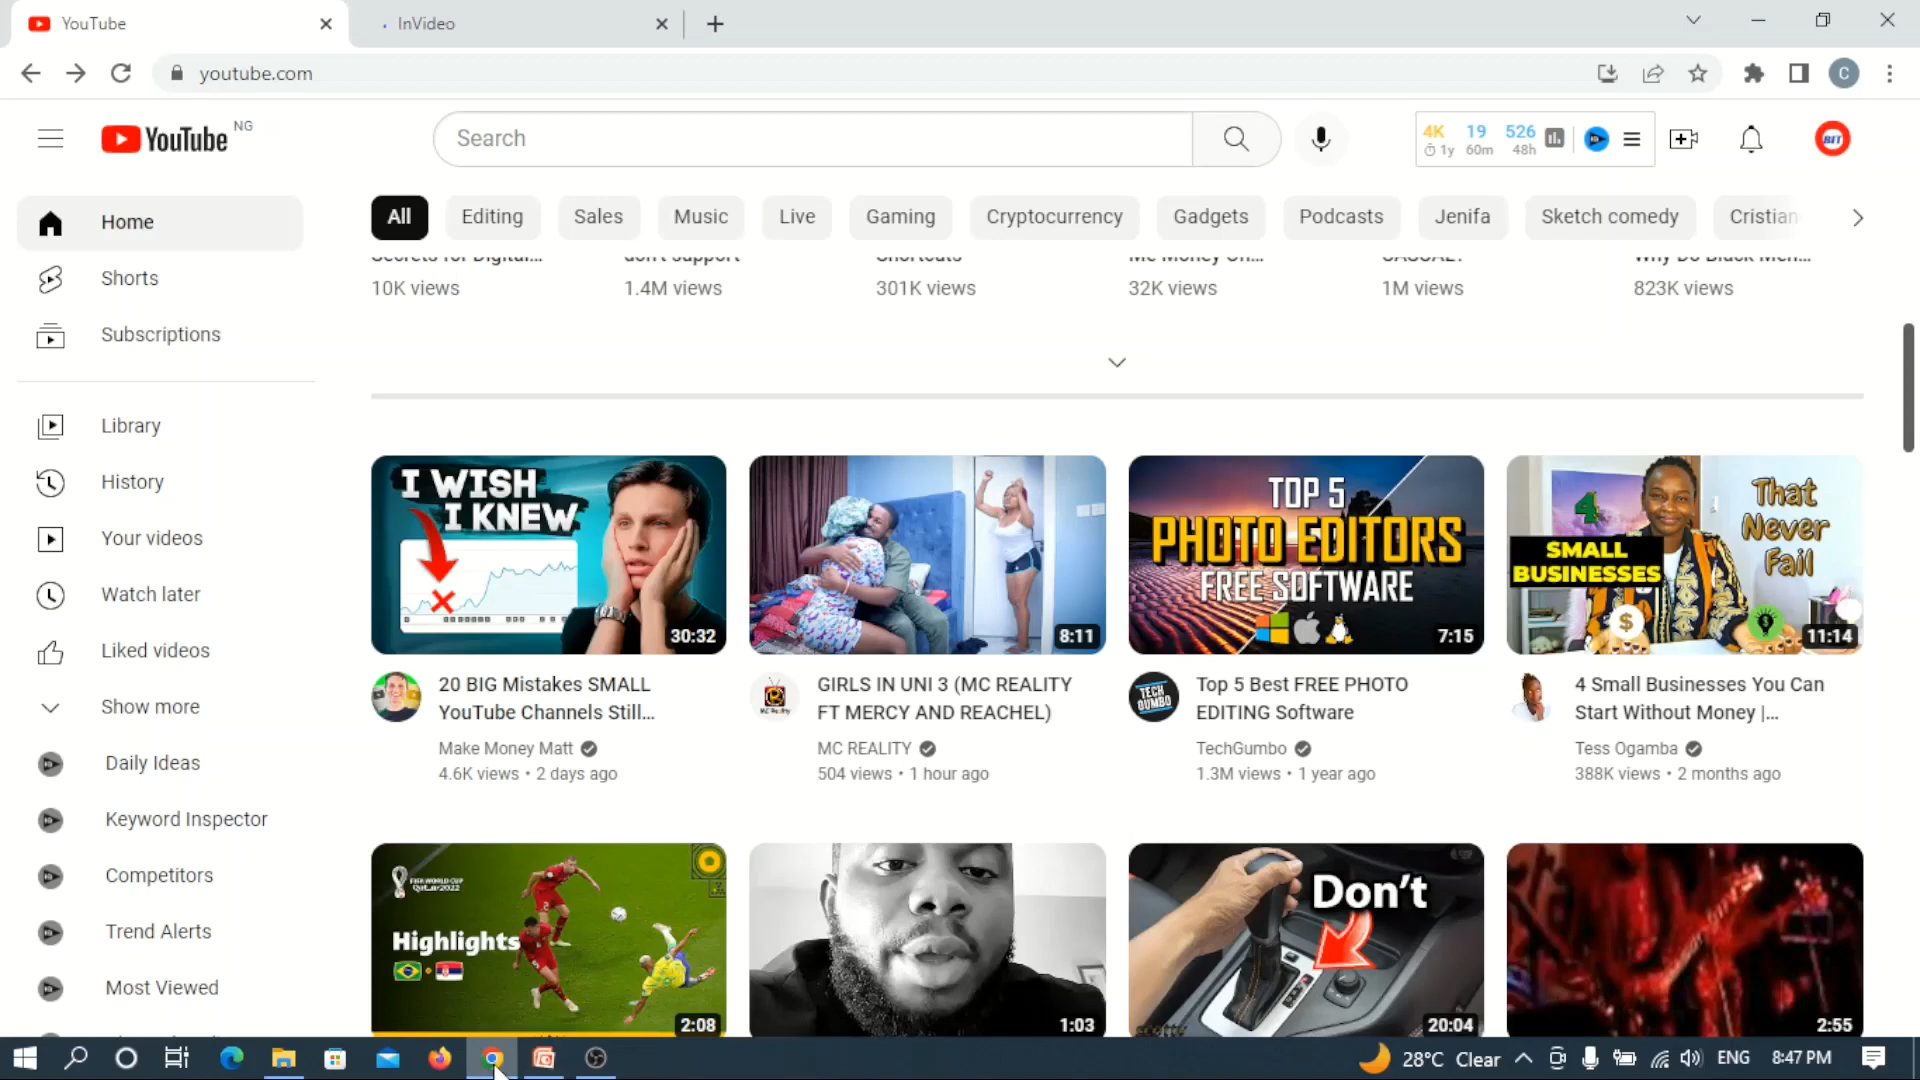 YouTube
InVideo
youtube.com
C
YouTube NG
Search
4K 19 526
1y 60m 48h
BIT
Home
Shorts
Subscriptions
Library
History
Your videos
Watch later
Liked videos
Show more
Daily Ideas
Keyword Inspector
Competitors
Trend Alerts
Most Viewed
All Editing Sales Music Live Gaming Cryptocurrency Gadgets Podcasts Jenifa Sketch comedy Cristian
10K views
1.4M views
301K views
32K views
1M views
823K views
I WISH
I KNEW
30:32
20 BIG Mistakes SMALL
YouTube Channels Still...
Make Money Matt
4.6K views • 2 days ago
8:11
GIRLS IN UNI 3 (MC REALITY
FT MERCY AND REACHEL)
MC REALITY
504 views • 1 hour ago
TOP 5
PHOTO EDITORS
FREE SOFTWARE
7:15
TECH
GUMBO
Top 5 Best FREE PHOTO
EDITING Software
TechGumbo
1.3M views • 1 year ago
4
That
Never
Fail
SMALL
BUSINESSES
$
11:14
4 Small Businesses You Can
Start Without Money |...
Tess Ogamba
388K views • 2 months ago
FIFA WORLD CUP
Qatar2022
Highlights
2:08
1:03
Don't
20:04
2:55
28°C Clear
ENG
8:47 PM